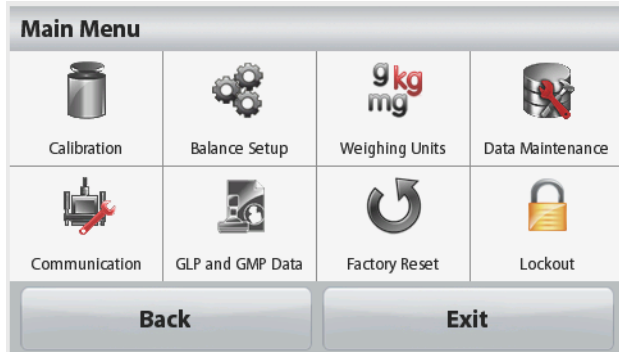 Main Menu
g kg
mg
Calibration
Balance Setup
Weighing Units
Data Maintenance
Communication
GLP and GMP Data
Factory Reset
Lockout
Back
Exit